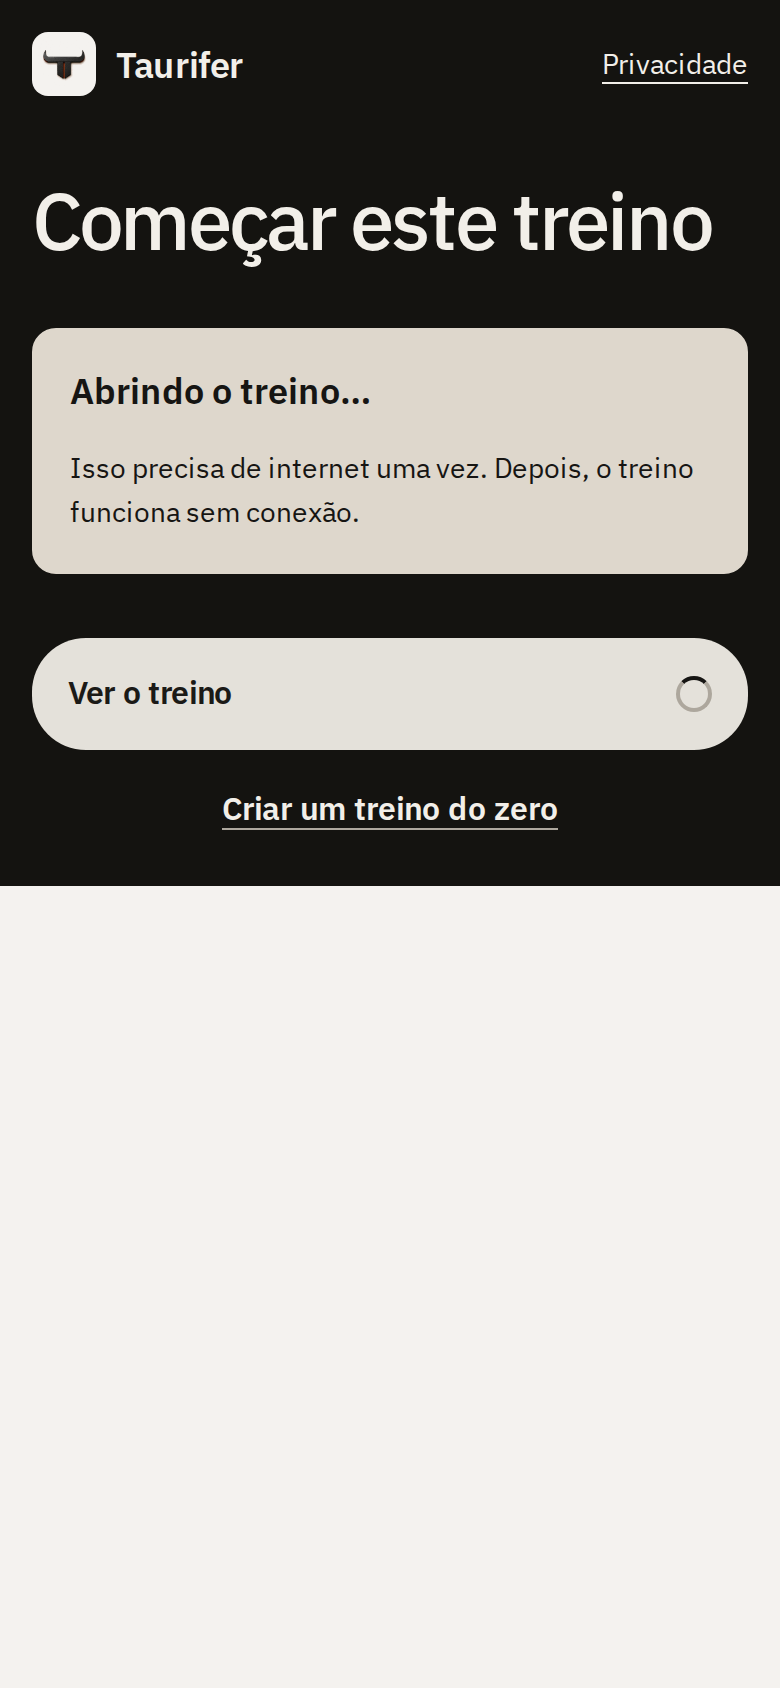 Taurifer
Privacidade
Começar este treino
Abrindo o treino...
Isso precisa de internet uma vez. Depois, o treino
funciona sem conexão.
Ver o treino
Criar um treino do zero